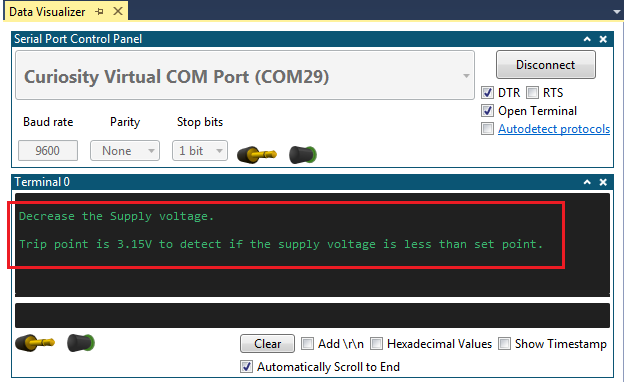 Data Visualizer
Serial Port Control Panel
Curiosity Virtual COM Port (COM29)
Disconnect
DTR RTS
Open Terminal
Autodetect protocols
Baud rate Parity Stop bits
9600 None 1 bit
Terminal 0
Decrease the Supply voltage.
Trip point is 3.15V to detect if the supply voltage is less than set point.
Clear Add \r\n Hexadecimal Values Show Timestamp
Automatically Scroll to End